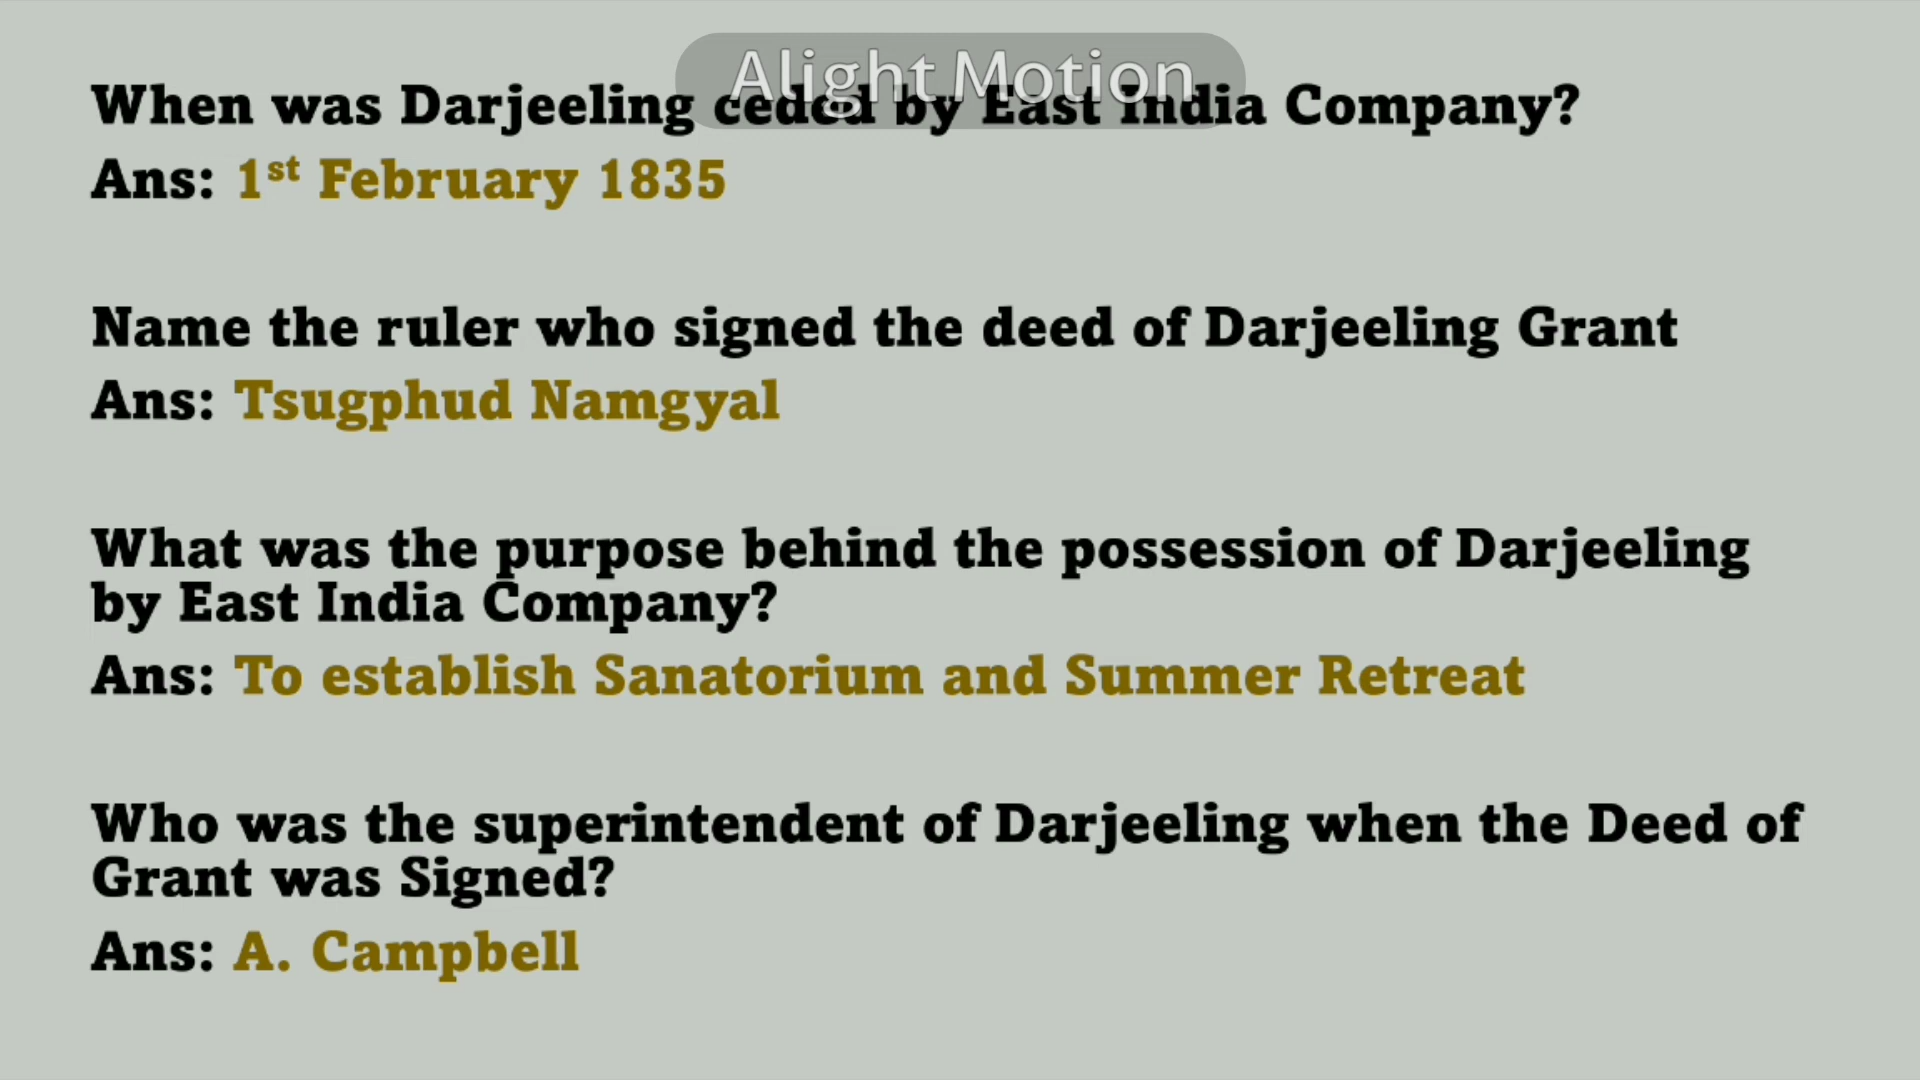 Alight Motion
When was Darjeeling ceded by East India Company?
Ans: 1st February 1835
Name the ruler who signed the deed of Darjeeling Grant
Ans: Tsugphud Namgyal
What was the purpose behind the possession of Darjeeling
by East India Company?
Ans: To establish Sanatorium and Summer Retreat
Who was the superintendent of Darjeeling when the Deed of
Grant was Signed?
Ans: A. Campbell